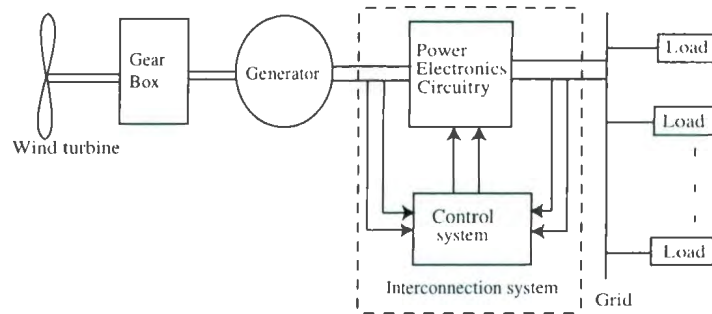 Wind turbine
Gear
Box
Generator
Power
Electronics
Circuitry
Control
system
Interconnection system
Grid
Load
Load
Load